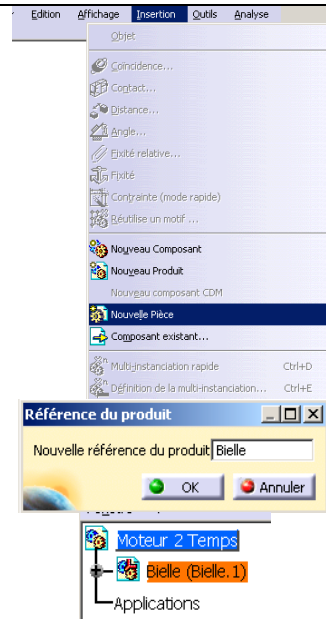 Edition Affichage Insertion Outils Analyse
Objet
Coïncidence...
Contact...
Distance...
Angle...
Fixité relative...
Fixité
Contrainte (mode rapide)
Réutilise un motif ...
Nouveau Composant
Nouveau Produit
Nouveau composant CDM
Nouvelle Pièce
Composant existant...
Multi-instanciation rapide Ctrl+D
Définition de la multi-instanciation... Ctrl+E
Référence du produit
Nouvelle référence du produit Bielle
OK Annuler
Moteur 2 Temps
Bielle (Bielle.1)
Applications